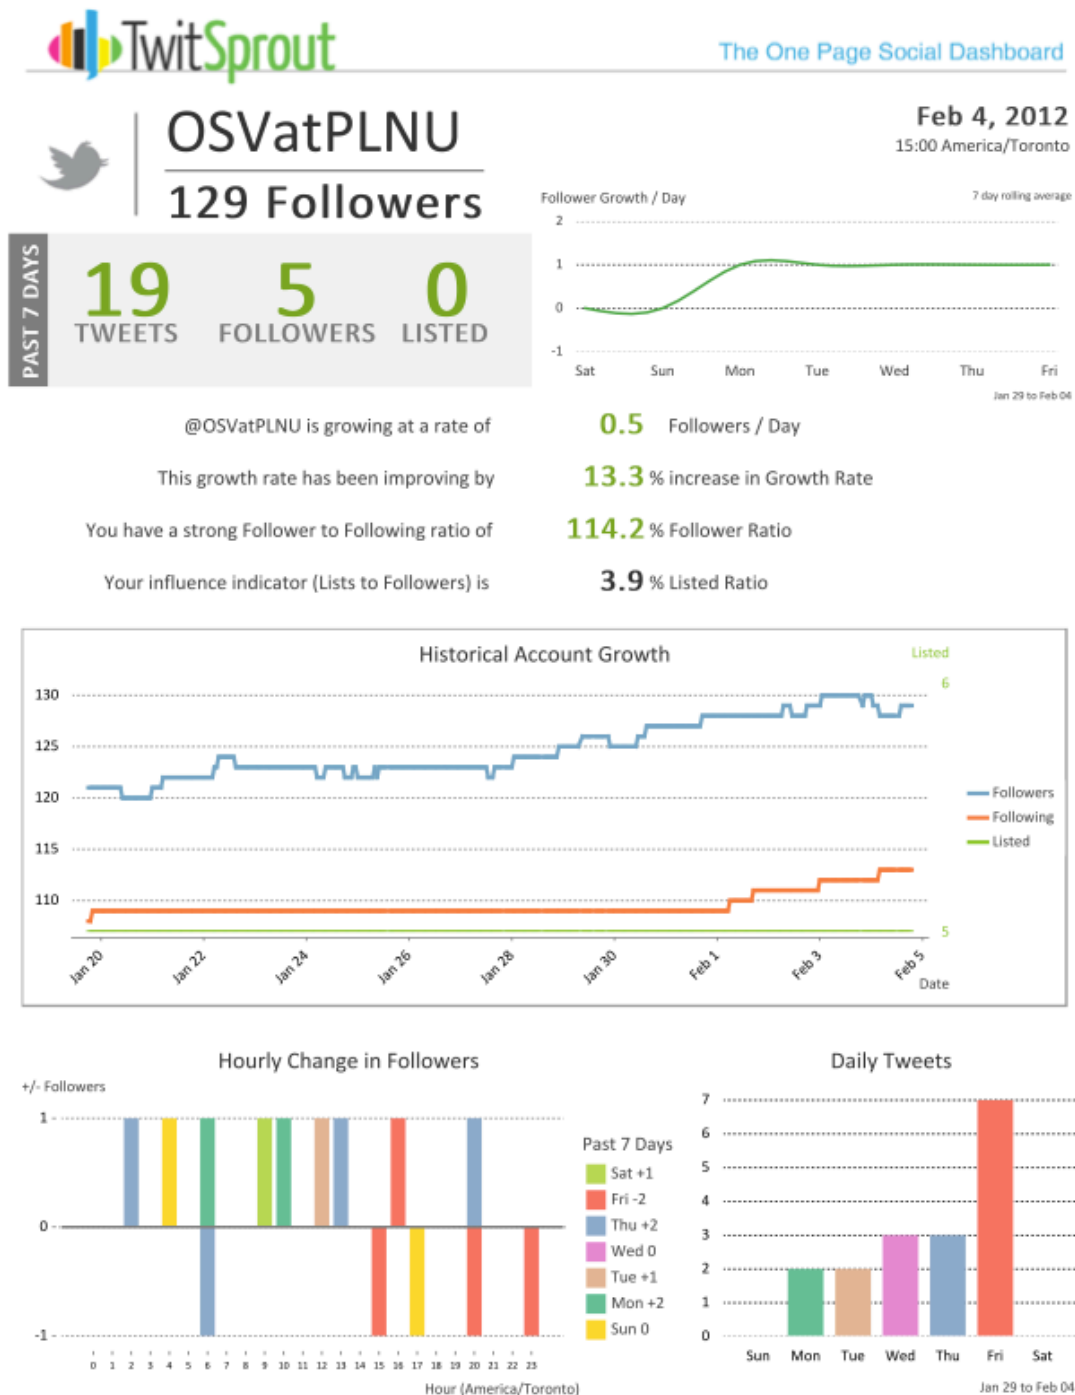 TwitSprout
The One Page Social Dashboard
OSVatPLNU
129 Followers
Feb 4, 2012
15:00 America/Toronto
PAST 7 DAYS
19 5 0
TWEETS FOLLOWERS LISTED
Follower Growth / Day 7 day rolling average
2
1
0
-1
Sat Sun Mon Tue Wed Thu Fri
Jan 29 to Feb 04
@OSVatPLNU is growing at a rate of 0.5 Followers / Day
This growth rate has been improving by 13.3 % increase in Growth Rate
You have a strong Follower to Following ratio of 114.2 % Follower Ratio
Your influence indicator (Lists to Followers) is 3.9 % Listed Ratio
Historical Account Growth
Listed
6
130
125
120
115
110
5
Followers
Following
Listed
Jan 20 Jan 22 Jan 24 Jan 26 Jan 28 Jan 30 Feb 1 Feb 3 Feb 5
Date
Hourly Change in Followers
+/- Followers
1
0
-1
0 1 2 3 4 5 6 7 8 9 10 11 12 13 14 15 16 17 18 19 20 21 22 23
Hour (America/Toronto)
Past 7 Days
Sat +1
Fri -2
Thu +2
Wed 0
Tue +1
Mon +2
Sun 0
Daily Tweets
7
6
5
4
3
2
1
0
Sun Mon Tue Wed Thu Fri Sat
Jan 29 to Feb 04